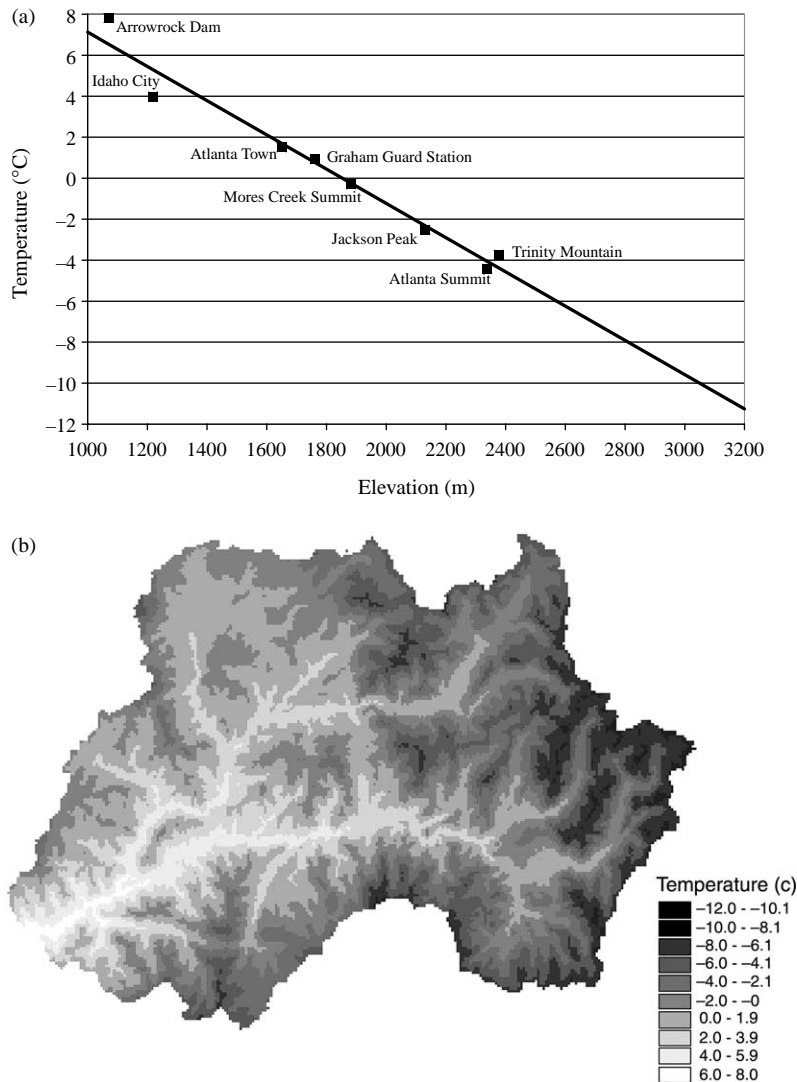 (a)
8
6
4
2
0
–2
–4
–6
–8
–10
–12
Temperature (°C)
Arrowrock Dam
Idaho City
Atlanta Town
Graham Guard Station
Mores Creek Summit
Jackson Peak
Trinity Mountain
Atlanta Summit
1000 1200 1400 1600 1800 2000 2200 2400 2600 2800 3000 3200
Elevation (m)
(b)
Temperature (c)
–12.0 - –10.1
–10.0 - –8.1
–8.0 - –6.1
–6.0 - –4.1
–4.0 - –2.1
–2.0 - –0
0.0 - 1.9
2.0 - 3.9
4.0 - 5.9
6.0 - 8.0